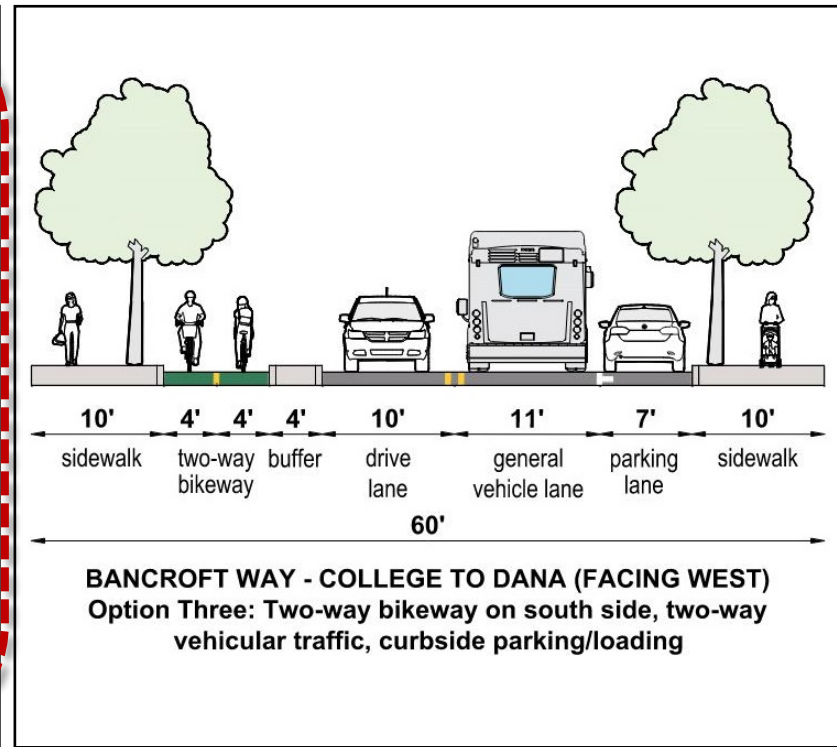 10' 4' 4' 4' 10' 11' 7' 10'
sidewalk two-way buffer drive general parking sidewalk
bikeway lane vehicle lane lane
60'
BANCROFT WAY - COLLEGE TO DANA (FACING WEST)
Option Three: Two-way bikeway on south side, two-way
vehicular traffic, curbside parking/loading